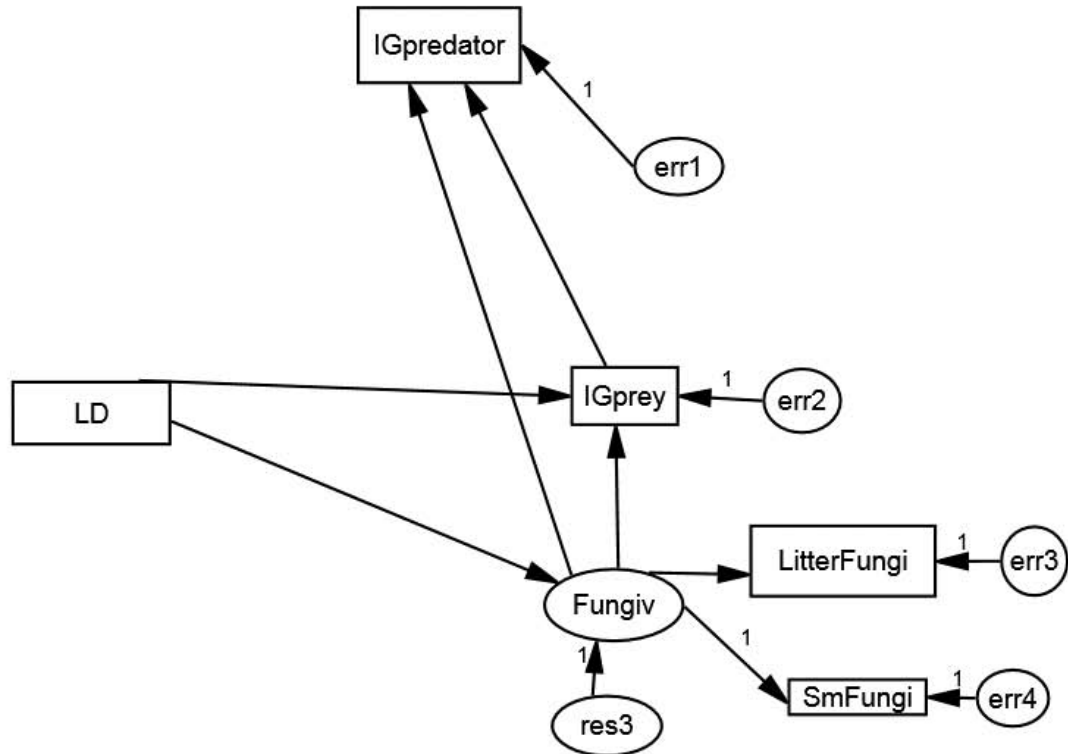 IGpredator
1
err1
LD
IGprey
1
err2
LitterFungi
1
err3
Fungiv
1
1
SmFungi
1
err4
res3